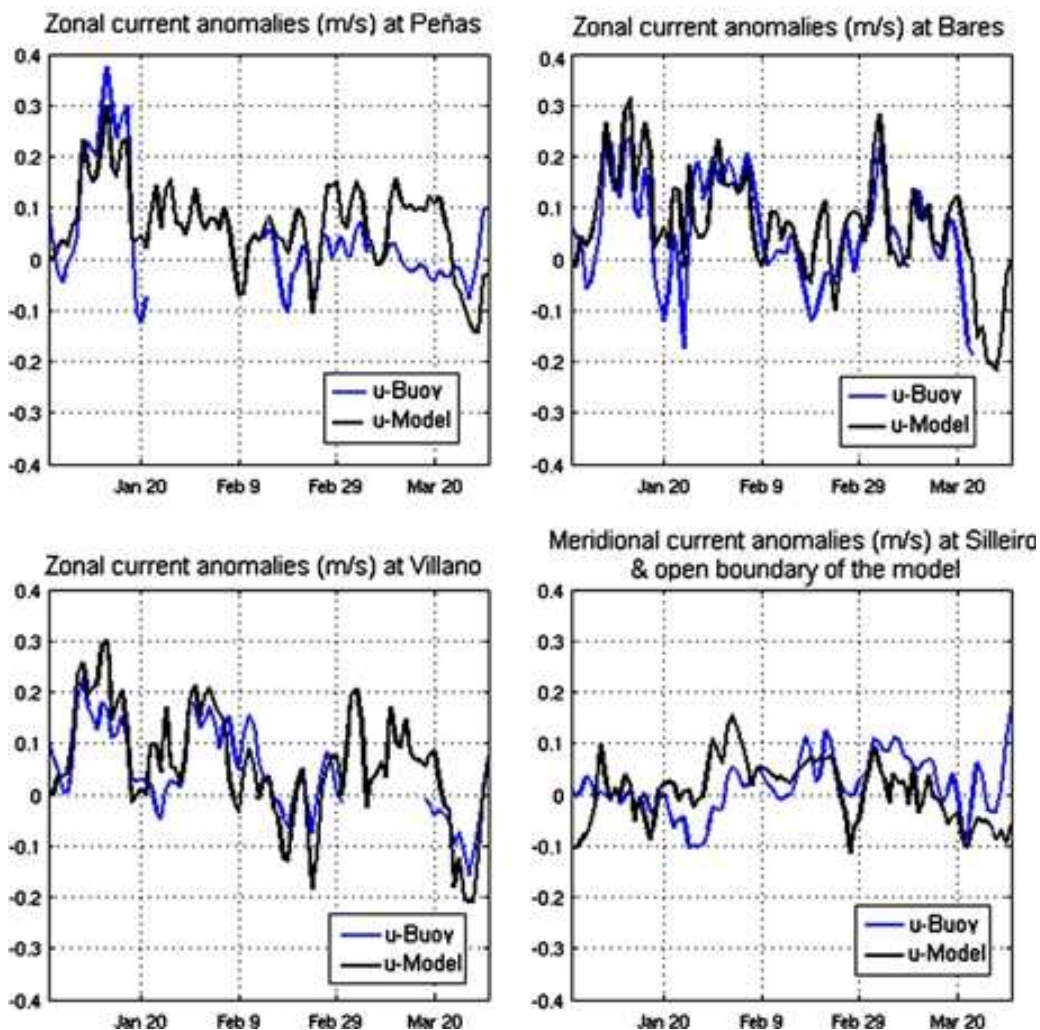 Zonal current anomalies (m/s) at Peñas
0.4
0.3
0.2
0.1
0
-0.1
-0.2
-0.3
-0.4
u-Buoy
u-Model
Jan 20 Feb 9 Feb 29 Mar 20
Zonal current anomalies (m/s) at Bares
0.4
0.3
0.2
0.1
0
-0.1
-0.2
-0.3
-0.4
u-Buoy
u-Model
Jan 20 Feb 9 Feb 29 Mar 20
Zonal current anomalies (m/s) at Villano
0.4
0.3
0.2
0.1
0
-0.1
-0.2
-0.3
-0.4
u-Buoy
u-Model
Jan 20 Feb 9 Feb 29 Mar 20
Meridional current anomalies (m/s) at Silleiro
& open boundary of the model
0.4
0.3
0.2
0.1
0
-0.1
-0.2
-0.3
-0.4
u-Buoy
u-Model
Jan 20 Feb 9 Feb 29 Mar 20